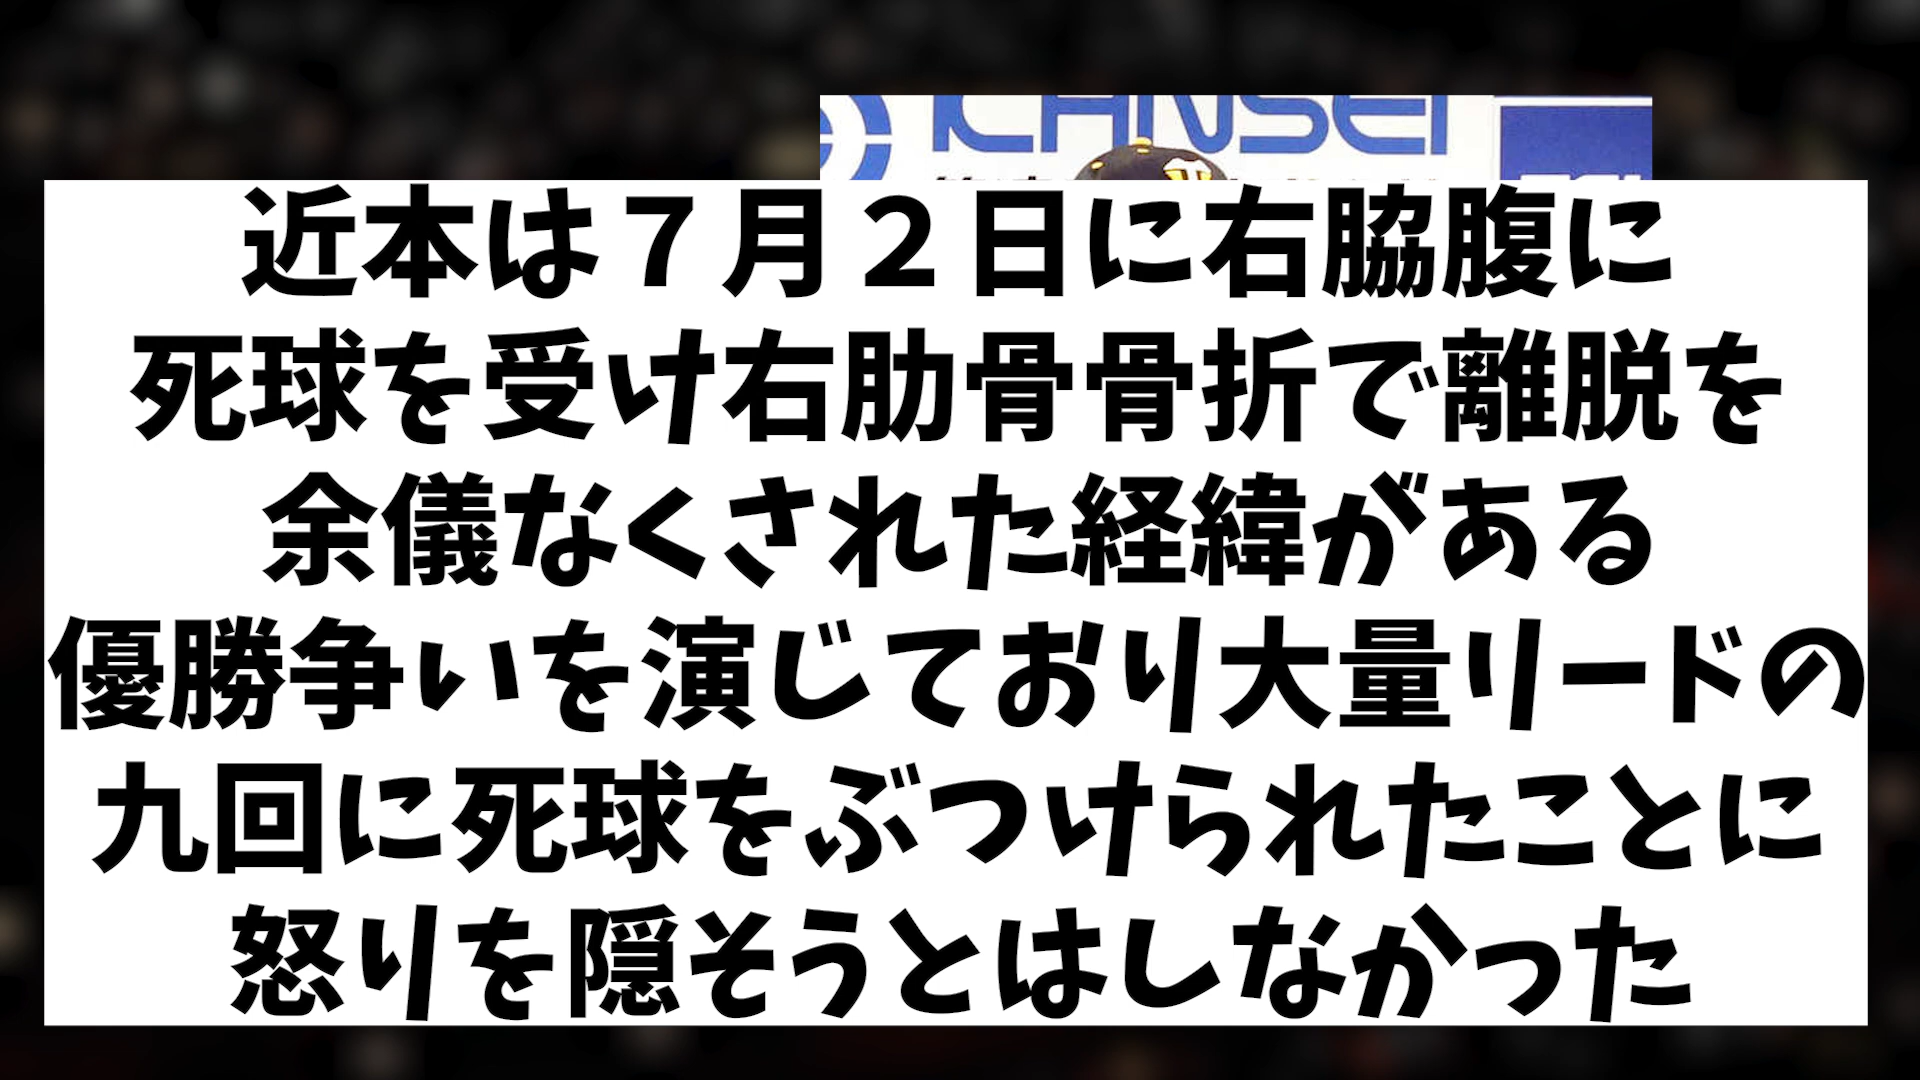 KANSEI
近本は７月２日に右脇腹に
死球を受け右肋骨骨折で離脱を
余儀なくされた経緯がある
優勝争いを演じており大量リードの
九回に死球をぶつけられたことに
怒りを隠そうとはしなかった